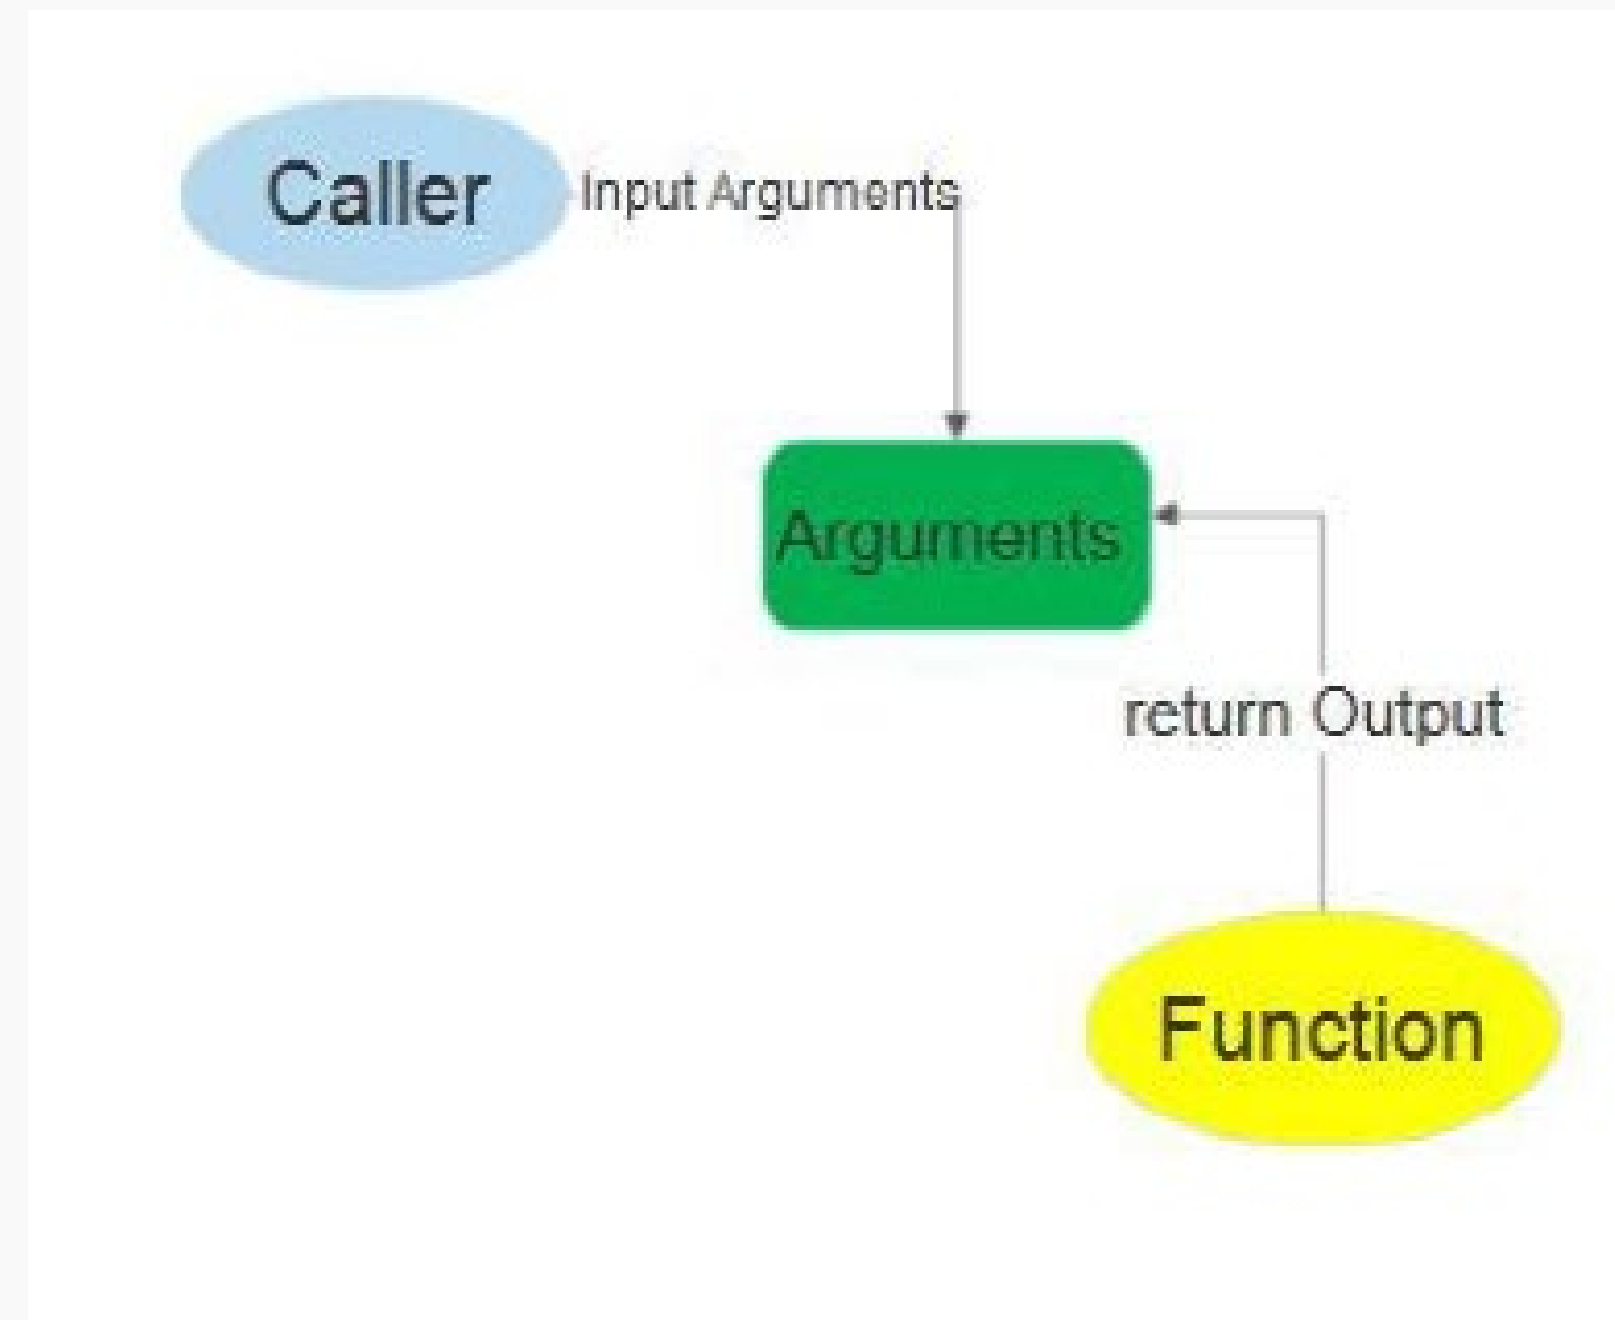 Caller
Input Arguments
Arguments
return Output
Function